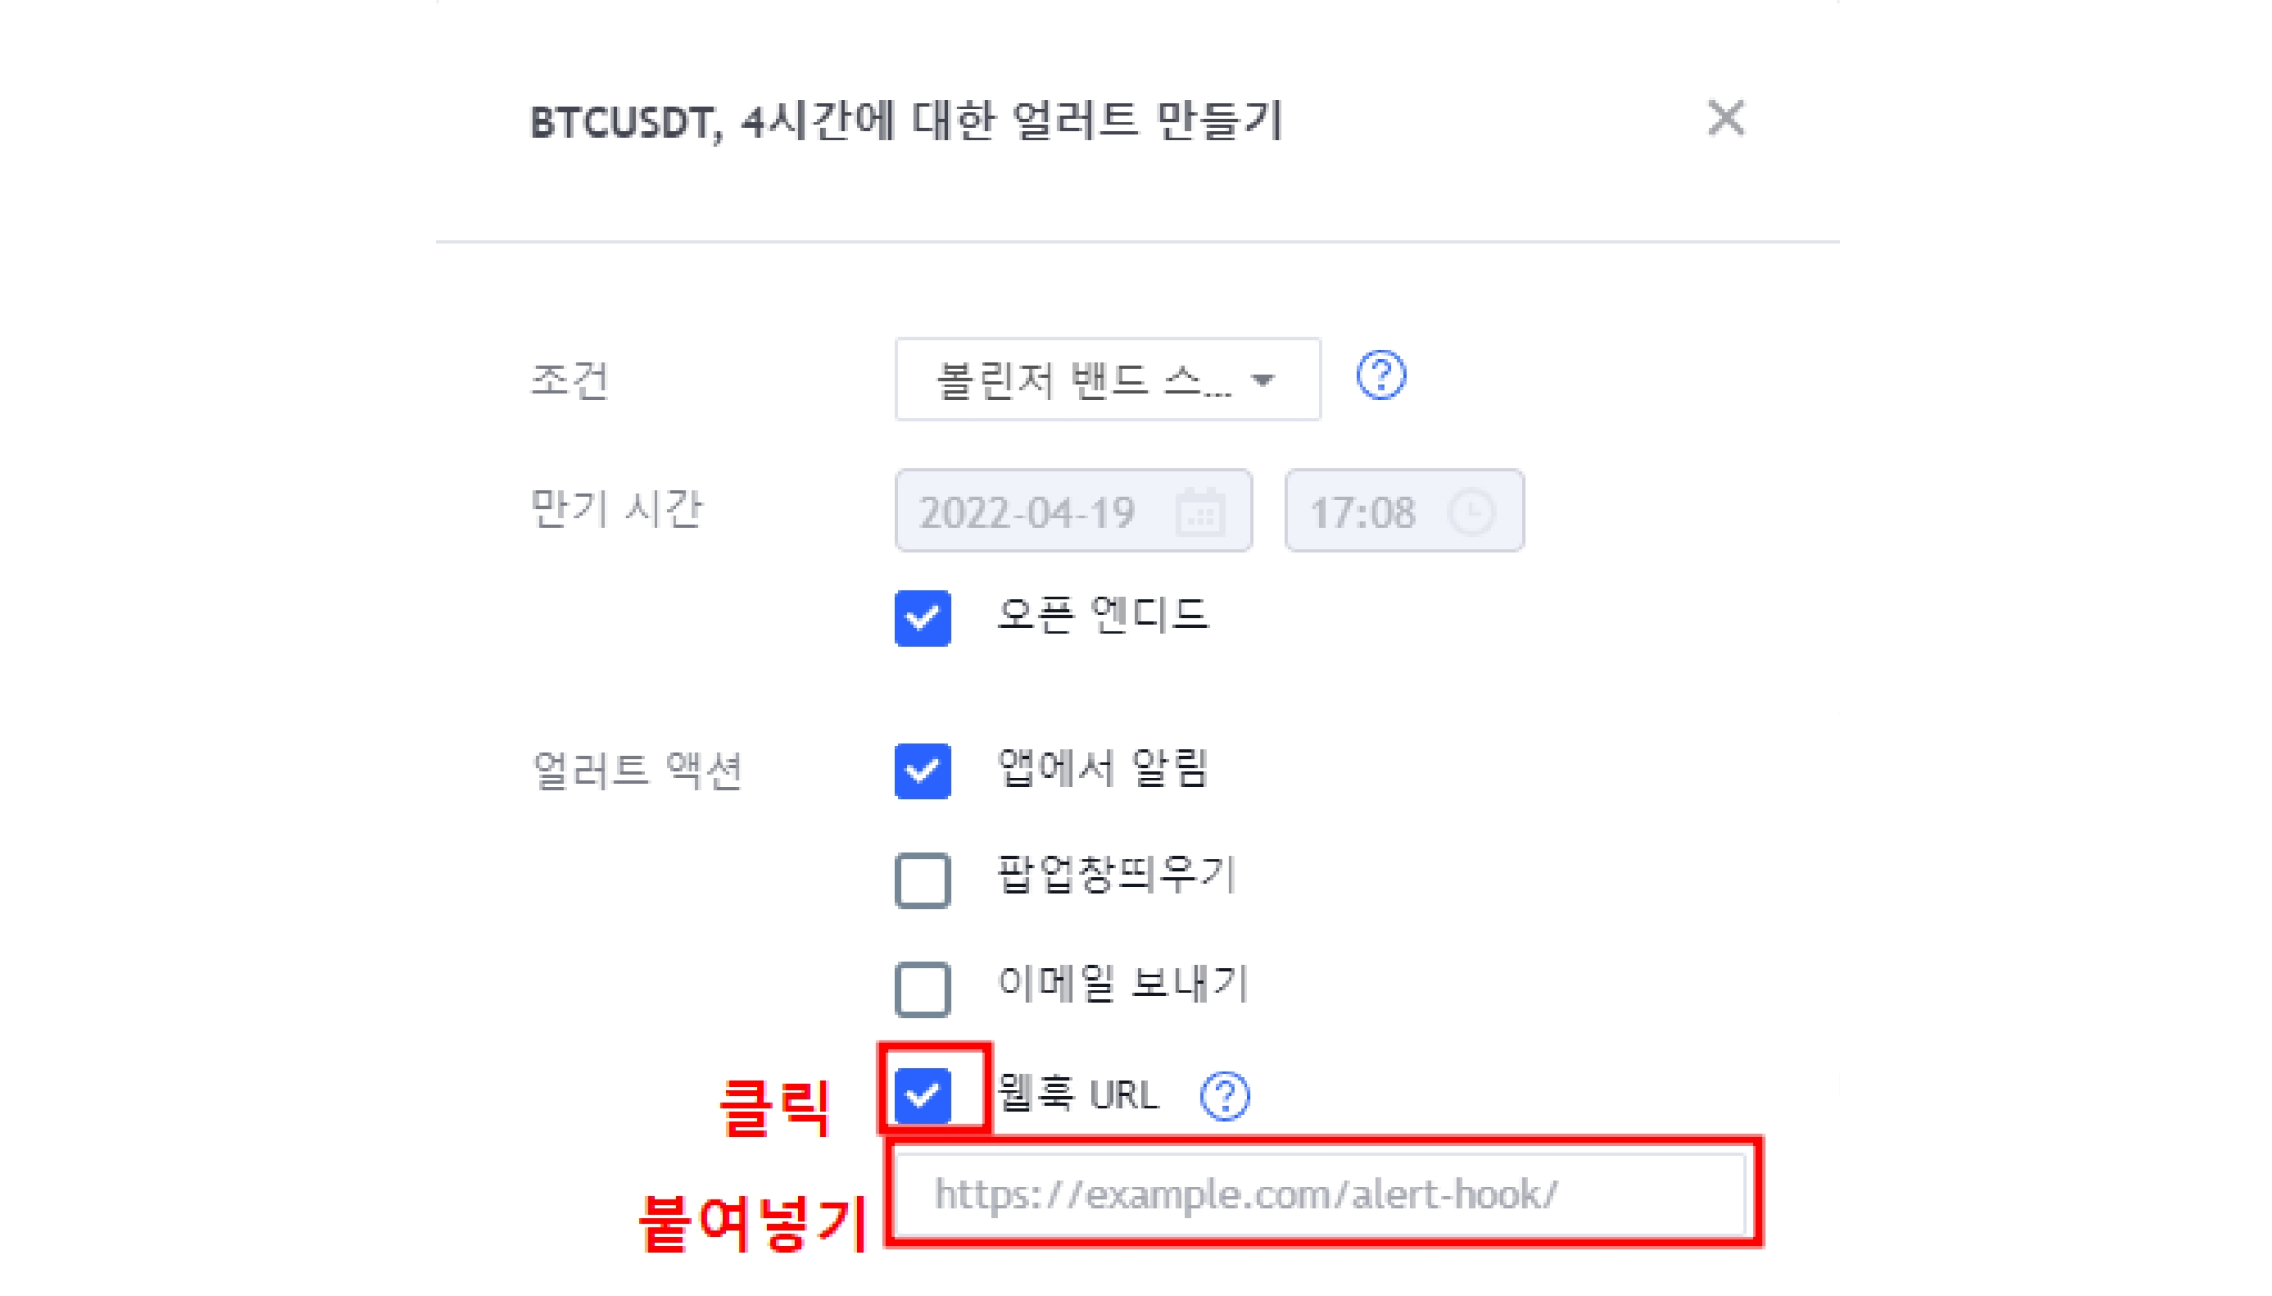 BTCUSDT, 4시간에 대한 얼러트 만들기
조건 볼린저 밴드 스...
만기 시간 2022-04-19 17:08
오픈 엔디드
얼러트 액션 앱에서 알림
팝업창띄우기
이메일 보내기
클릭 웹훅 URL
붙여넣기 https://example.com/alert-hook/